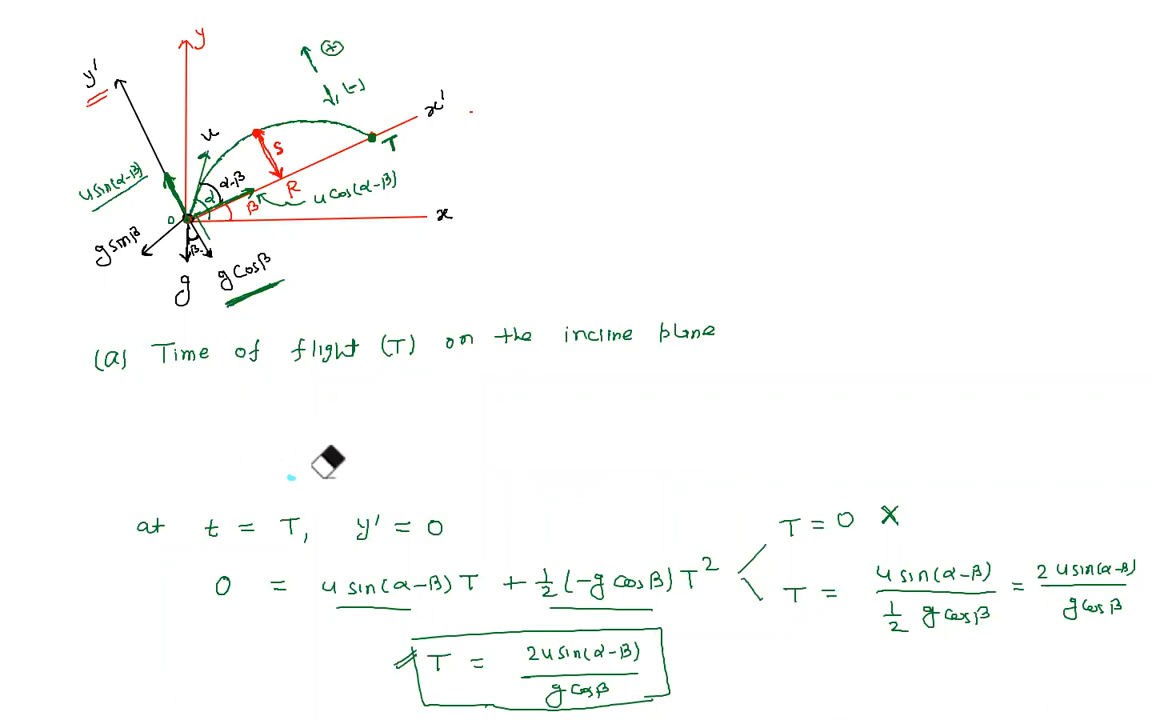 y
⊕
y'
↓,(-)
x'
u
T
S
α-β
u sin(α-β)
α
R
u cos(α-β)
β
o
x
g sinβ
β
g cosβ
g
(a) Time of flight (T) on the incline plane
at t = T, y' = 0
T = 0 X
0 = u sin(α-β) T + 1/2 (-g cosβ) T²
T = u sin(α-β) / (1/2 g cosβ) = 2 u sin(α-β) / g cosβ
T = 2u sin(α-β) / g cosβ